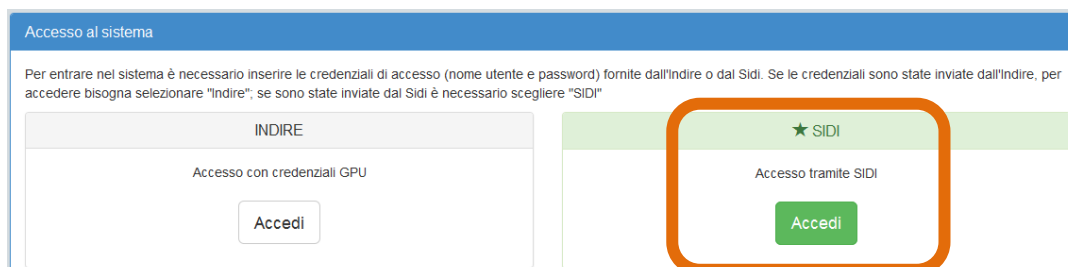 Accesso al sistema
Per entrare nel sistema è necessario inserire le credenziali di accesso (nome utente e password) fornite dall'Indire o dal Sidi. Se le credenziali sono state inviate dall'Indire, per
accedere bisogna selezionare "Indire"; se sono state inviate dal Sidi è necessario scegliere "SIDI"
INDIRE
Accesso con credenziali GPU
Accedi
★ SIDI
Accesso tramite SIDI
Accedi